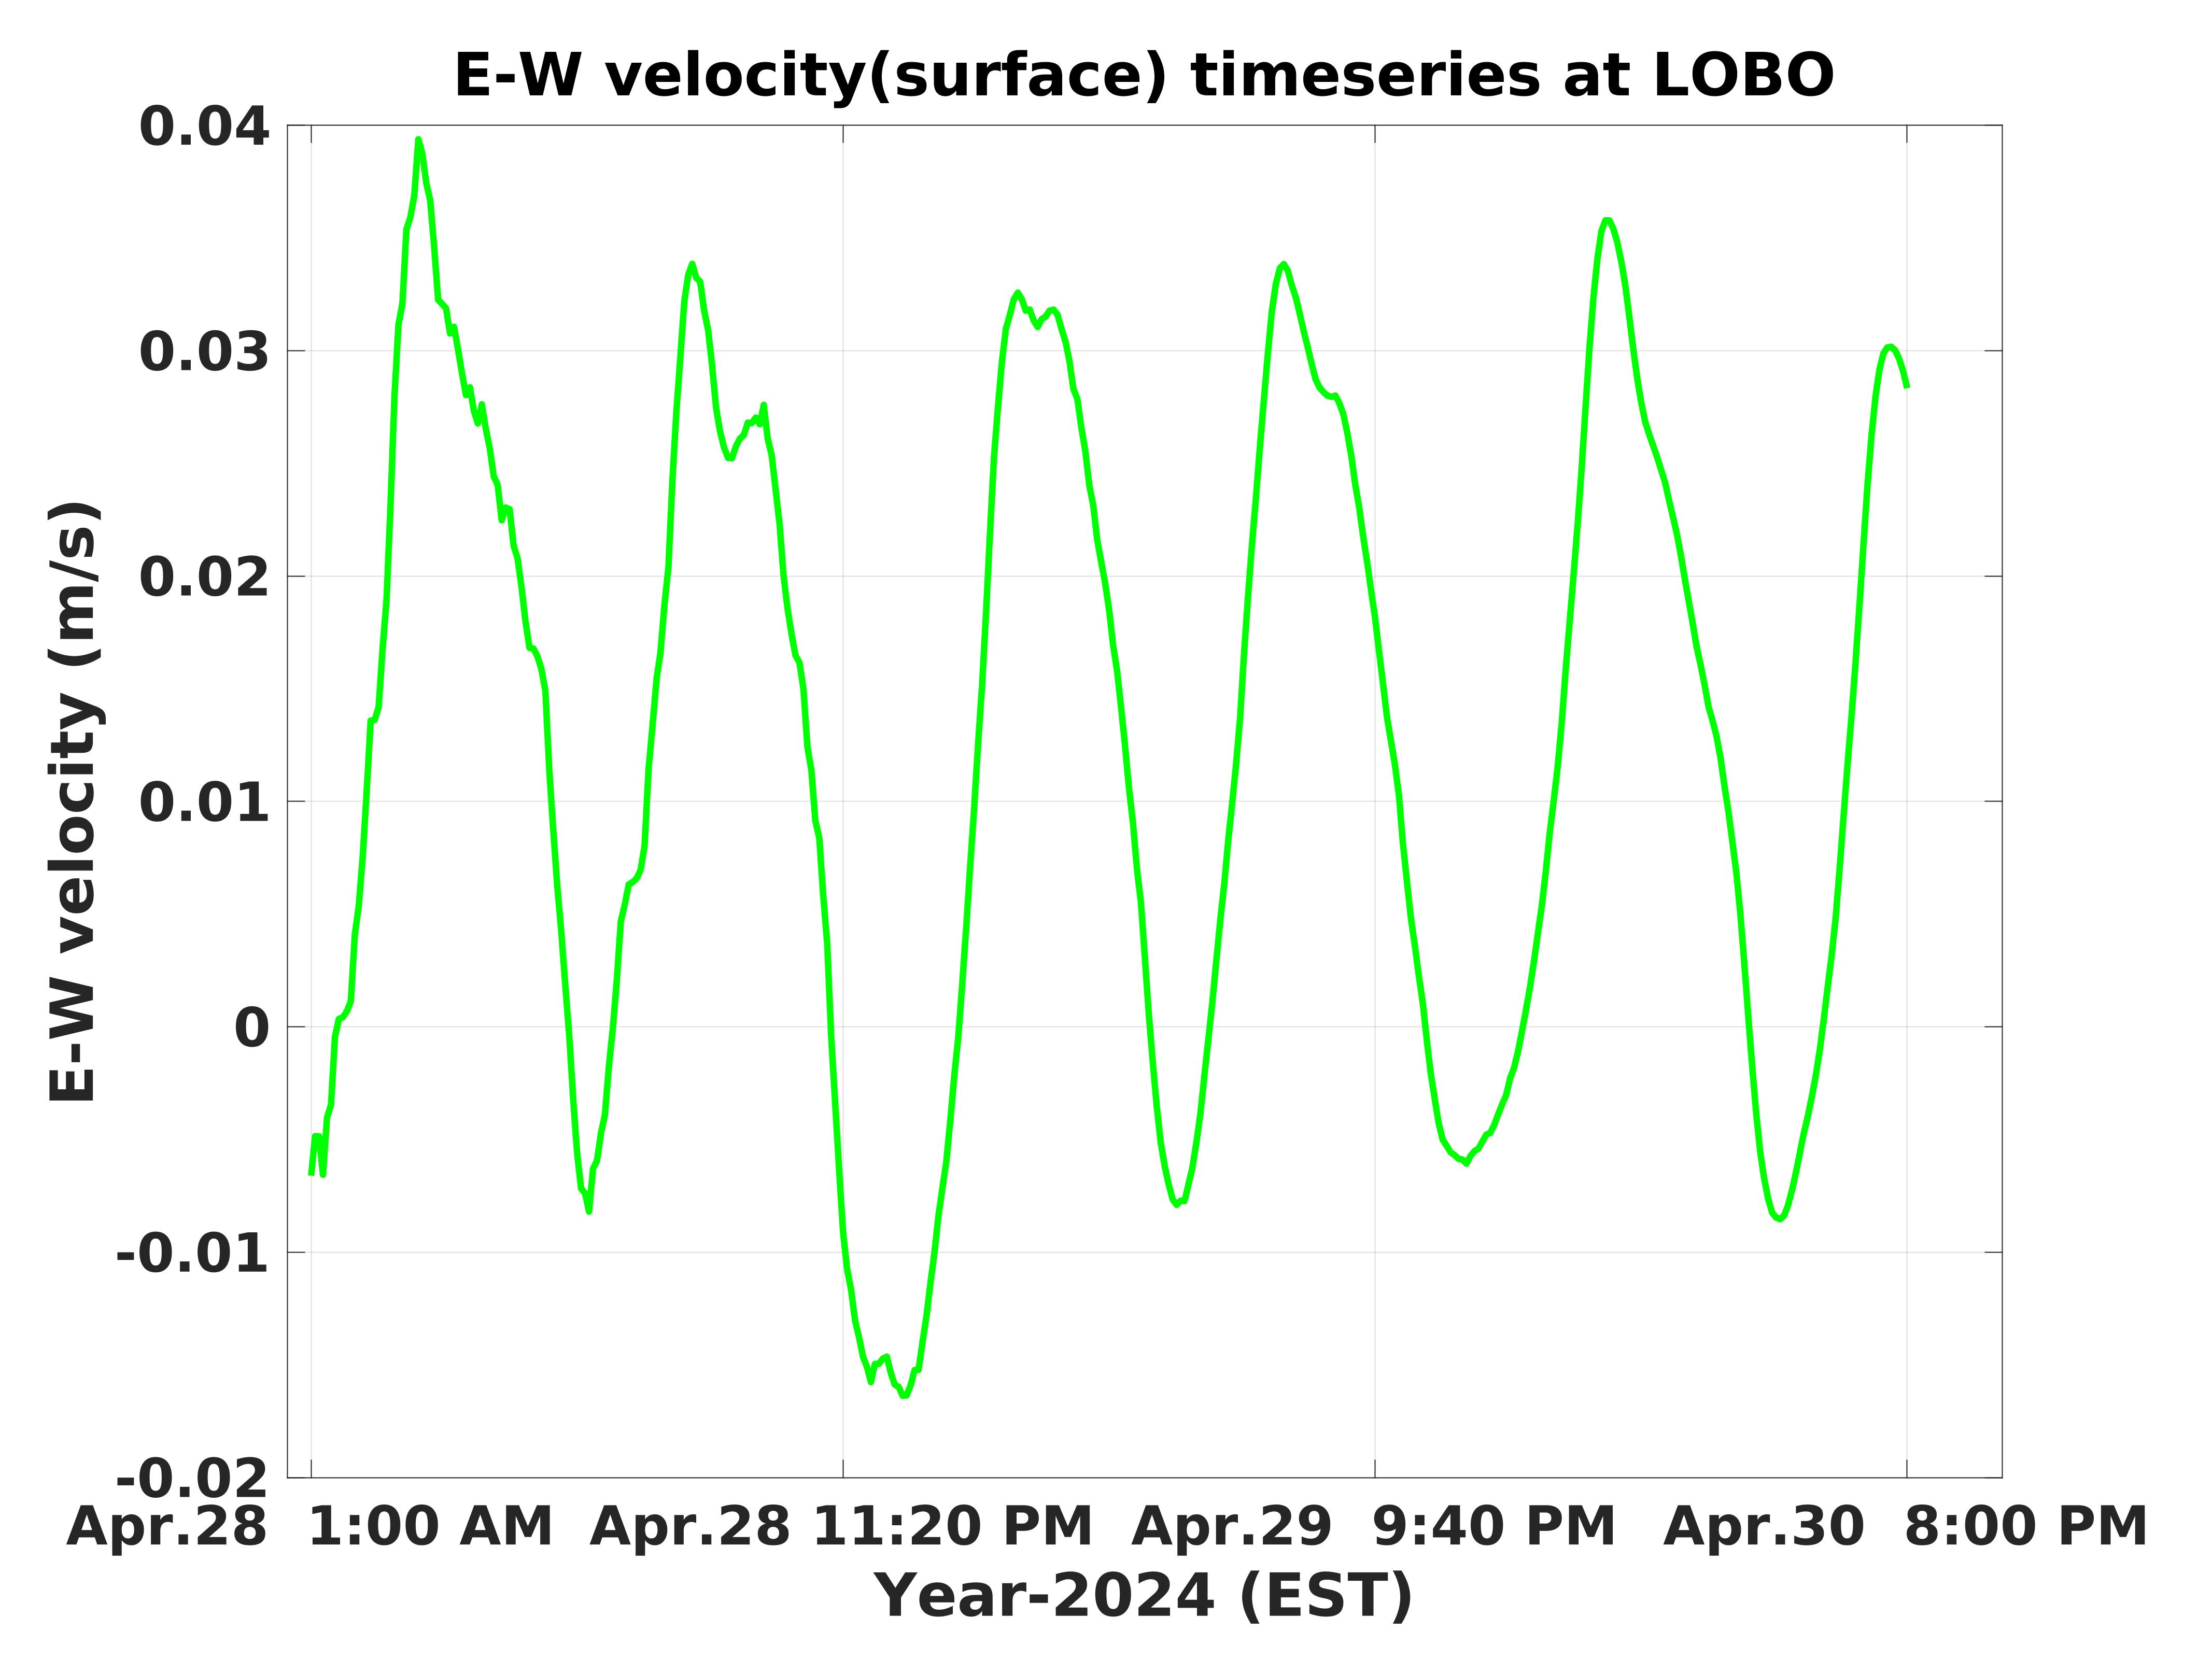 E-W velocity(surface) timeseries at LOBO
0.04
0.03
0.02
0.01
0
-0.01
-0.02
E-W velocity (m/s)
Apr.28 1:00 AM Apr.28 11:20 PM Apr.29 9:40 PM Apr.30 8:00 PM
Year-2024 (EST)